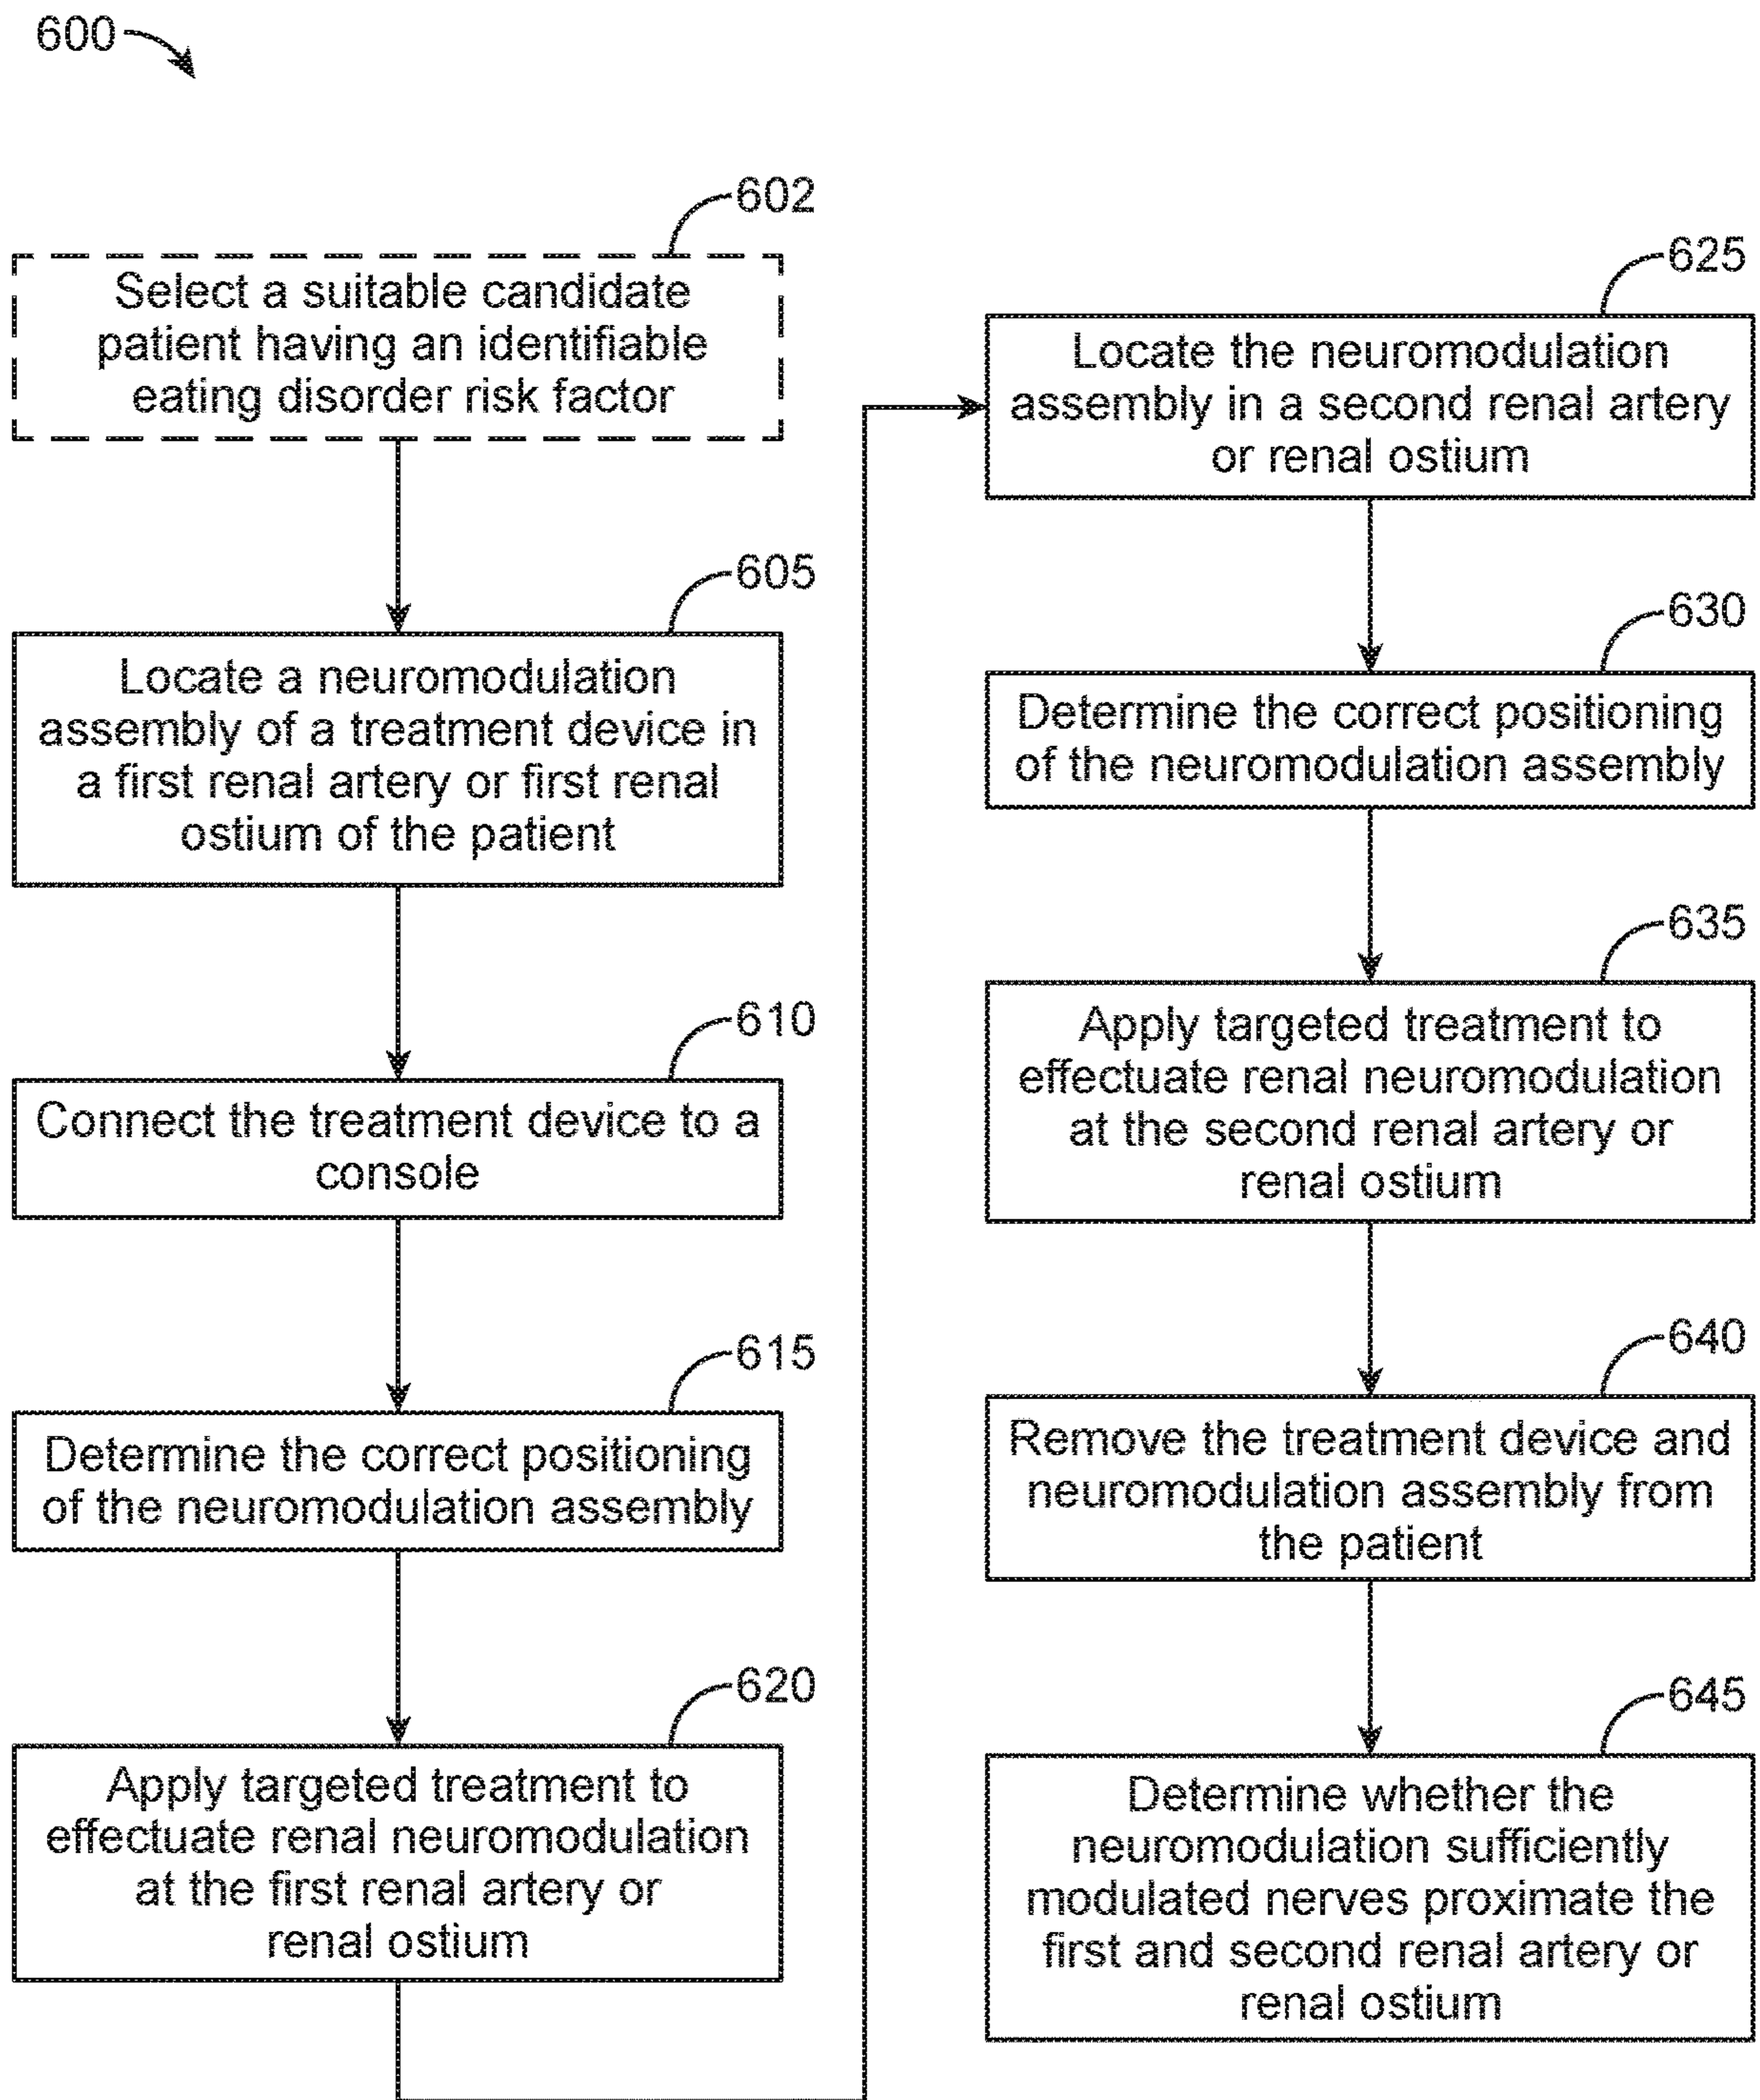 600
602
Select a suitable candidate
patient having an identifiable
eating disorder risk factor
605
Locate a neuromodulation
assembly of a treatment device in
a first renal artery or first renal
ostium of the patient
610
Connect the treatment device to a
console
615
Determine the correct positioning
of the neuromodulation assembly
620
Apply targeted treatment to
effectuate renal neuromodulation
at the first renal artery or
renal ostium
625
Locate the neuromodulation
assembly in a second renal artery
or renal ostium
630
Determine the correct positioning
of the neuromodulation assembly
635
Apply targeted treatment to
effectuate renal neuromodulation
at the second renal artery or
renal ostium
640
Remove the treatment device and
neuromodulation assembly from
the patient
645
Determine whether the
neuromodulation sufficiently
modulated nerves proximate the
first and second renal artery or
renal ostium